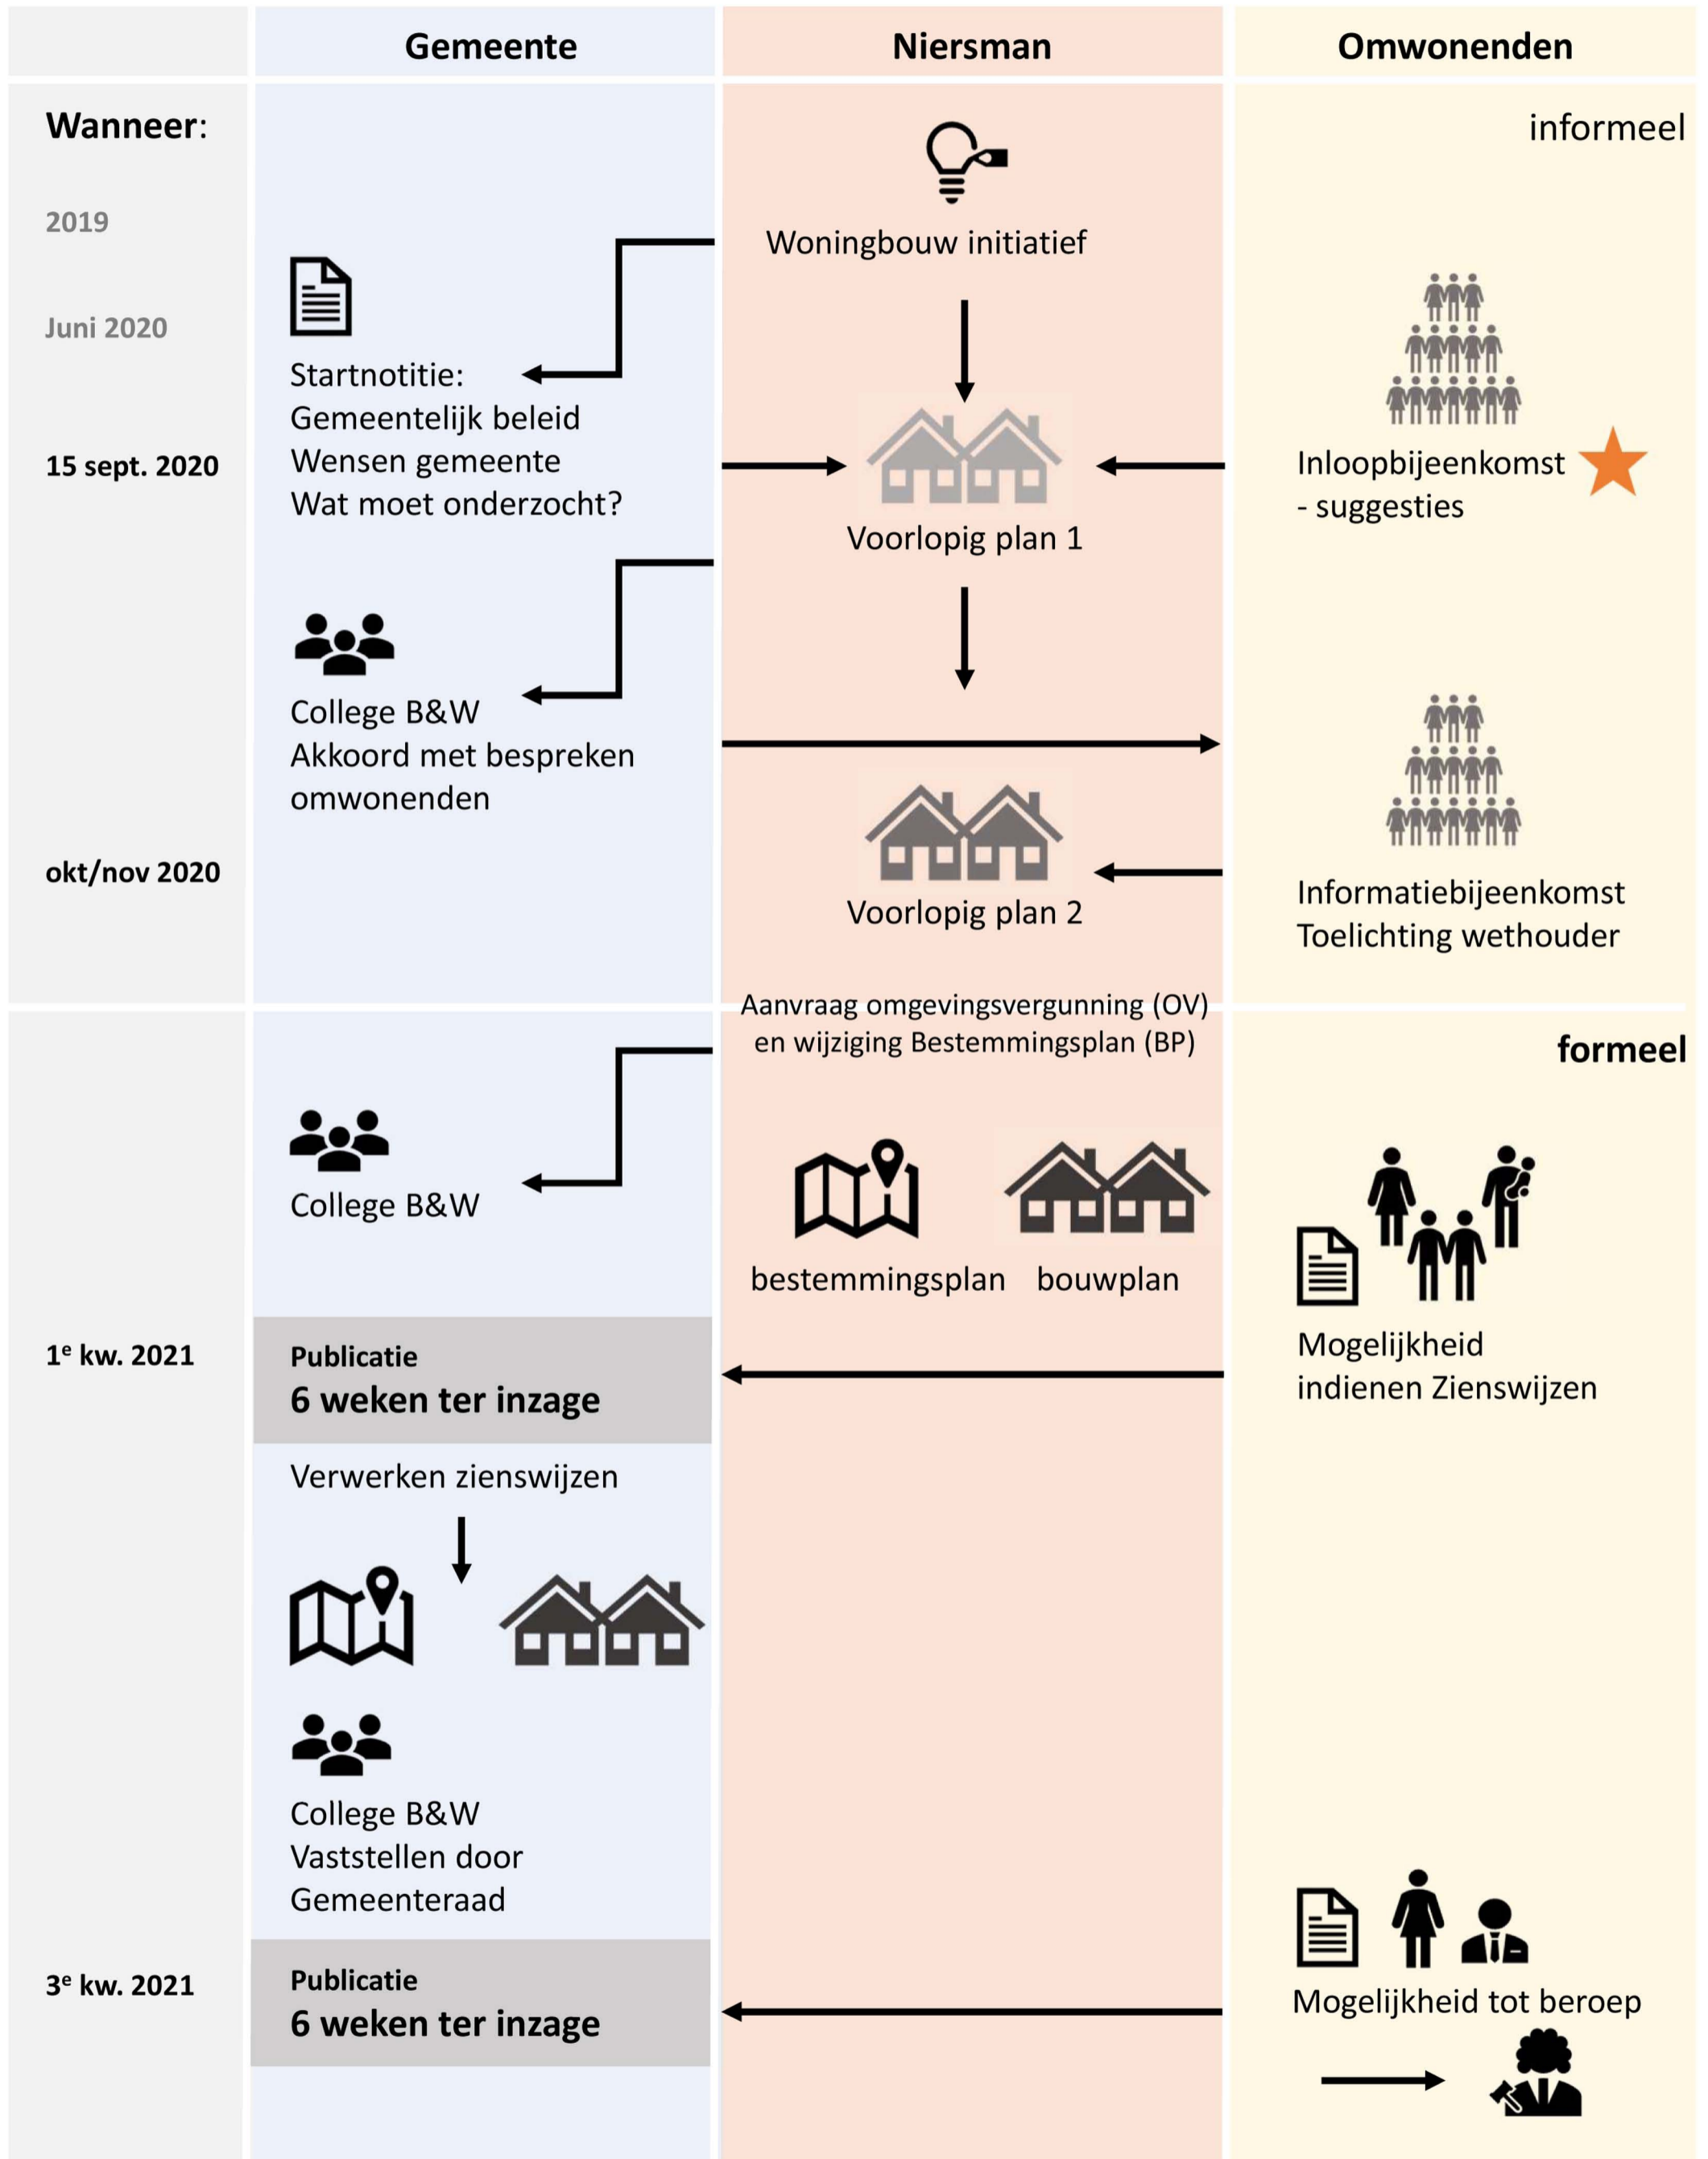 Gemeente
Niersman
Omwonenden
Wanneer:
informeel
2019
Woningbouw initiatief
Juni 2020
Startnotitie:
Gemeentelijk beleid
Wensen gemeente
Wat moet onderzocht?
15 sept. 2020
Voorlopig plan 1
Inloopbijeenkomst
- suggesties
College B&W
Akkoord met bespreken
omwonenden
okt/nov 2020
Voorlopig plan 2
Informatiebijeenkomst
Toelichting wethouder
Aanvraag omgevingsvergunning (OV)
en wijziging Bestemmingsplan (BP)
formeel
College B&W
bestemmingsplan
bouwplan
1e kw. 2021
Publicatie
6 weken ter inzage
Mogelijkheid
indienen Zienswijzen
Verwerken zienswijzen
College B&W
Vaststellen door
Gemeenteraad
3e kw. 2021
Publicatie
6 weken ter inzage
Mogelijkheid tot beroep